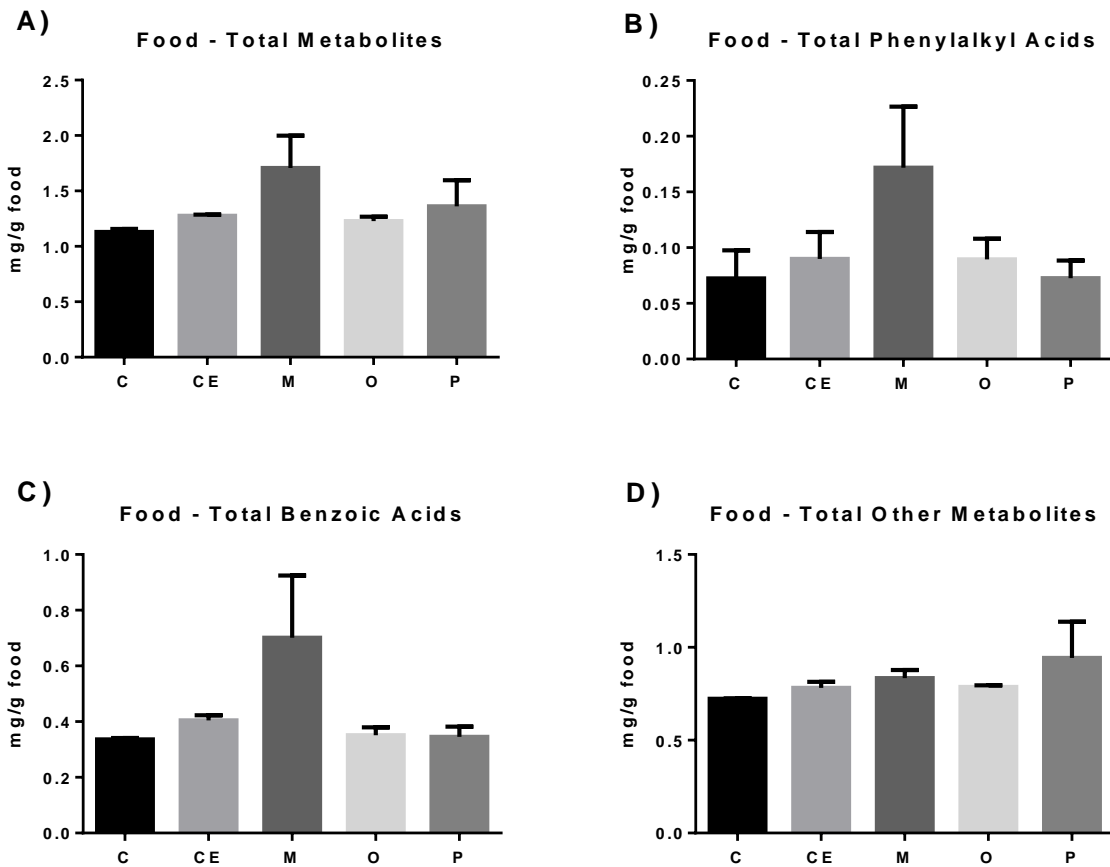 A)
Food - Total Metabolites
mg/g food
2.5
2.0
1.5
1.0
0.5
0.0
C CE M O P
B)
Food - Total Phenylalkyl Acids
mg/g food
0.25
0.20
0.15
0.10
0.05
0.00
C CE M O P
C)
Food - Total Benzoic Acids
mg/g food
1.0
0.8
0.6
0.4
0.2
0.0
C CE M O P
D)
Food - Total Other Metabolites
mg/g food
1.5
1.0
0.5
0.0
C CE M O P